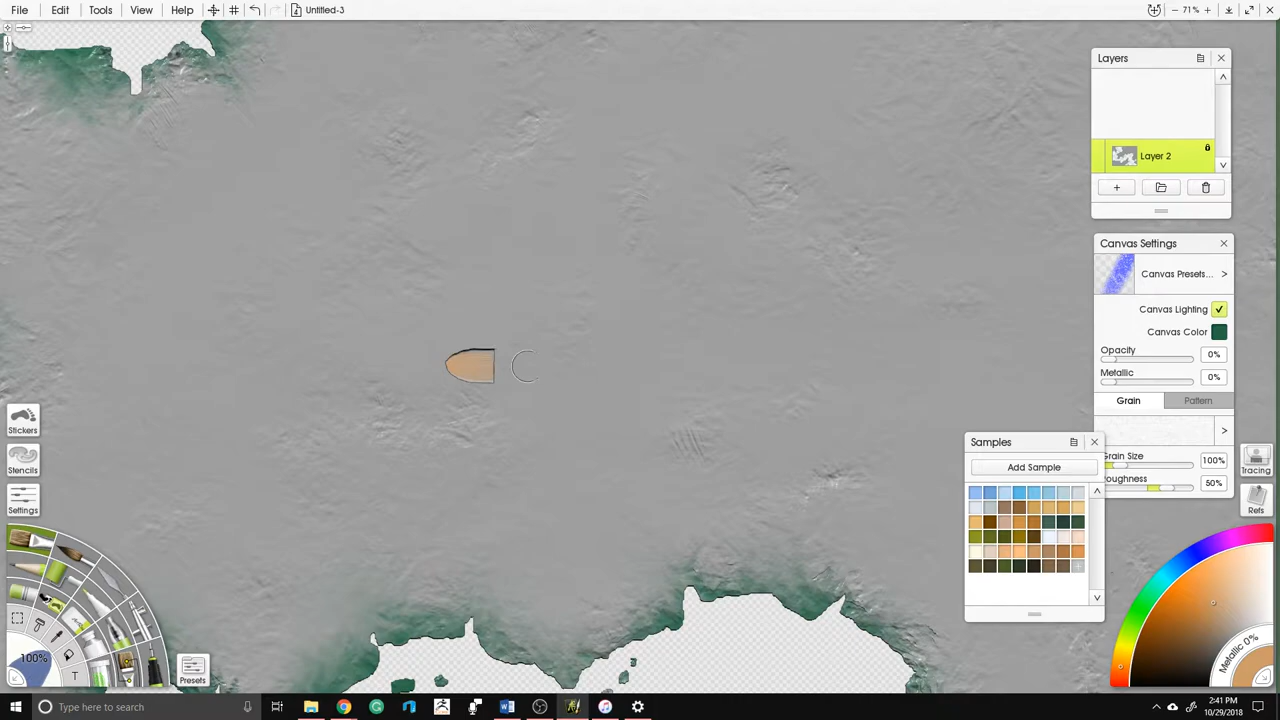 File Edit Tools View Help Untitled-3 71%
Layers
Layer 2
Canvas Settings
Canvas Presets...
Canvas Lighting
Canvas Color
Opacity
0%
Metallic
0%
Grain Pattern
Samples
Add Sample
Grain Size
100%
Roughness
50%
Stickers
Stencils
Settings
Tracing
Refs
100%
T
Presets
Metallic 0%
Type here to search
2:41 PM
10/29/2018